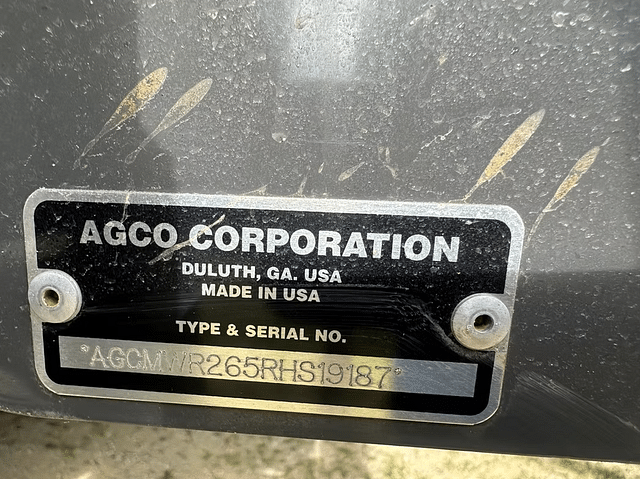 AGCO CORPORATION
DULUTH, GA. USA
MADE IN USA
TYPE & SERIAL NO.
*AGCMWR265RHS19187*